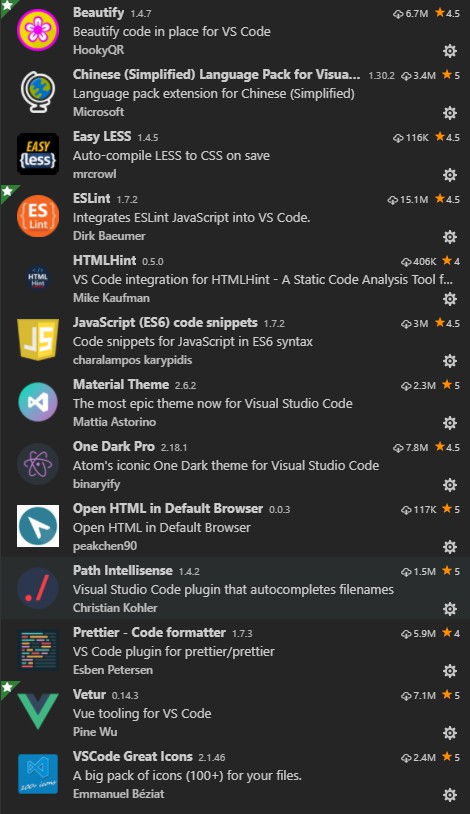 Beautify 1.4.7 6.7M 4.5
Beautify code in place for VS Code
HookyQR
Chinese (Simplified) Language Pack for Visua... 1.30.2 3.4M 5
Language pack extension for Chinese (Simplified)
Microsoft
EASY
{less}
Easy LESS 1.4.5 116K 4.5
Auto-compile LESS to CSS on save
mrcrowl
ES
Lint
ESLint 1.7.2 15.1M 4.5
Integrates ESLint JavaScript into VS Code.
Dirk Baeumer
HTML
Hint
HTMLHint 0.5.0 406K 4
VS Code integration for HTMLHint - A Static Code Analysis Tool f...
Mike Kaufman
JS
JavaScript (ES6) code snippets 1.7.2 3M 4.5
Code snippets for JavaScript in ES6 syntax
charalampos karypidis
Material Theme 2.6.2 2.3M 5
The most epic theme now for Visual Studio Code
Mattia Astorino
One Dark Pro 2.18.1 7.8M 4.5
Atom's iconic One Dark theme for Visual Studio Code
binaryify
Open HTML in Default Browser 0.0.3 117K 5
Open HTML in Default Browser
peakchen90
./
Path Intellisense 1.4.2 1.5M 5
Visual Studio Code plugin that autocompletes filenames
Christian Kohler
Prettier - Code formatter 1.7.3 5.9M 4
VS Code plugin for prettier/prettier
Esben Petersen
Vetur 0.14.3 7.1M 5
Vue tooling for VS Code
Pine Wu
100+ icons
VSCode Great Icons 2.1.46 2.4M 5
A big pack of icons (100+) for your files.
Emmanuel Béziat